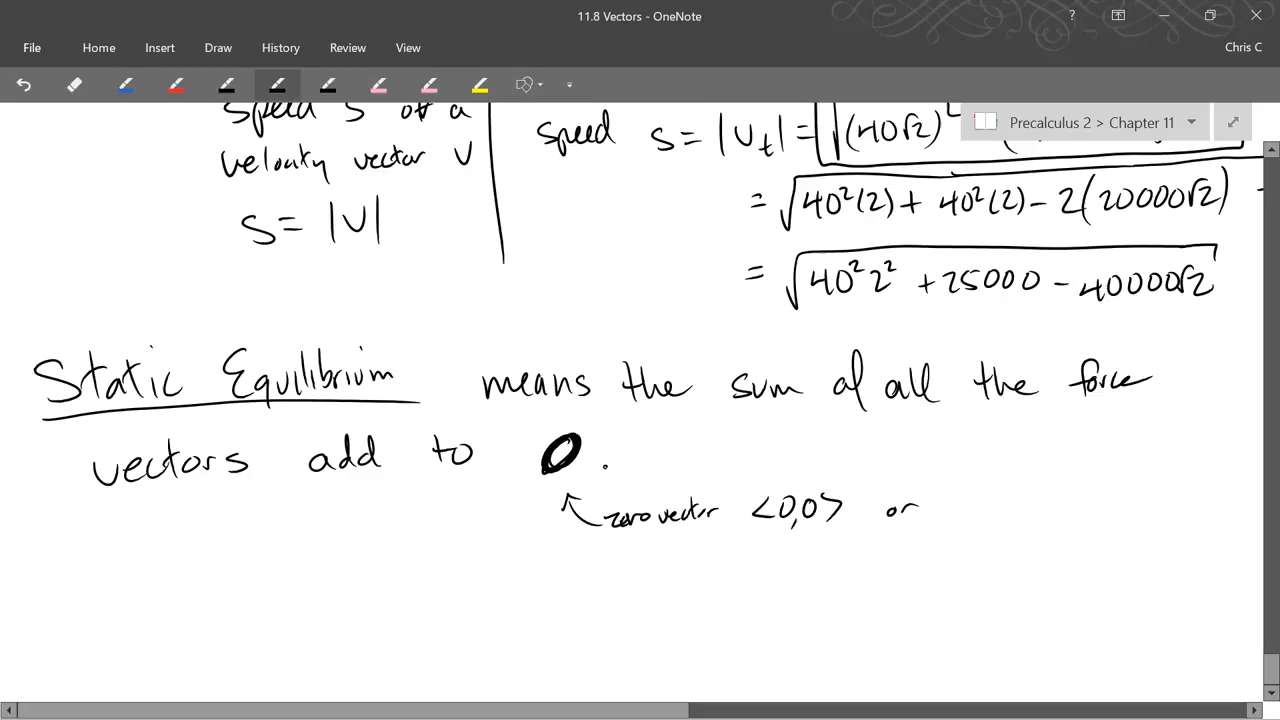 11.8 Vectors - OneNote
?
File Home Insert Draw History Review View
Chris C
Precalculus 2 > Chapter 11
speed s of a
velocity vector v
s = |v|
speed s = |v_t| = √(40√2)²
= √40²(2) + 40²(2) - 2(20000√2)
= √40²2² + 25000 - 40000√2
Static Equilibrium means the sum of all the force
vectors add to 0.
zero vector <0,0> or